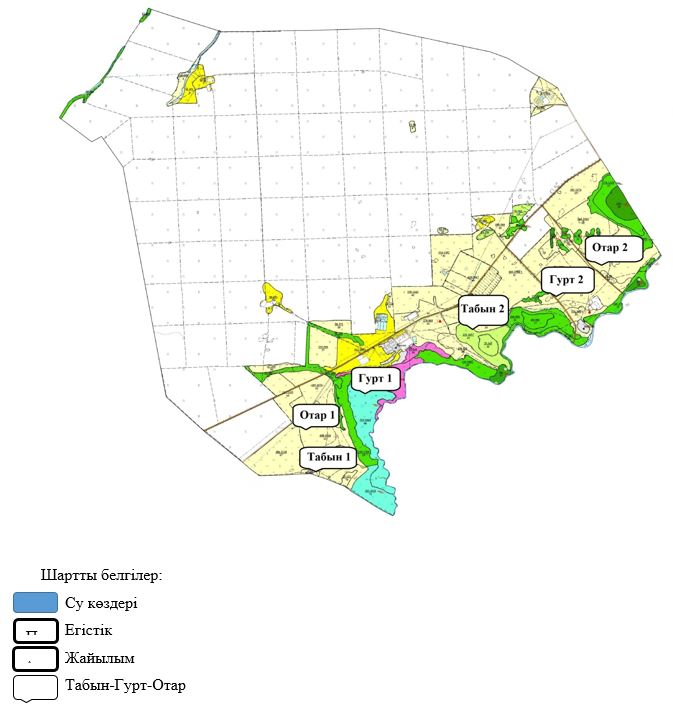 Отар 2
Гурт 2
Табын 2
Гурт 1
Отар 1
Табын 1
Шартты белгілер:
Су көздері
Егістік
Жайылым
Табын-Гурт-Отар